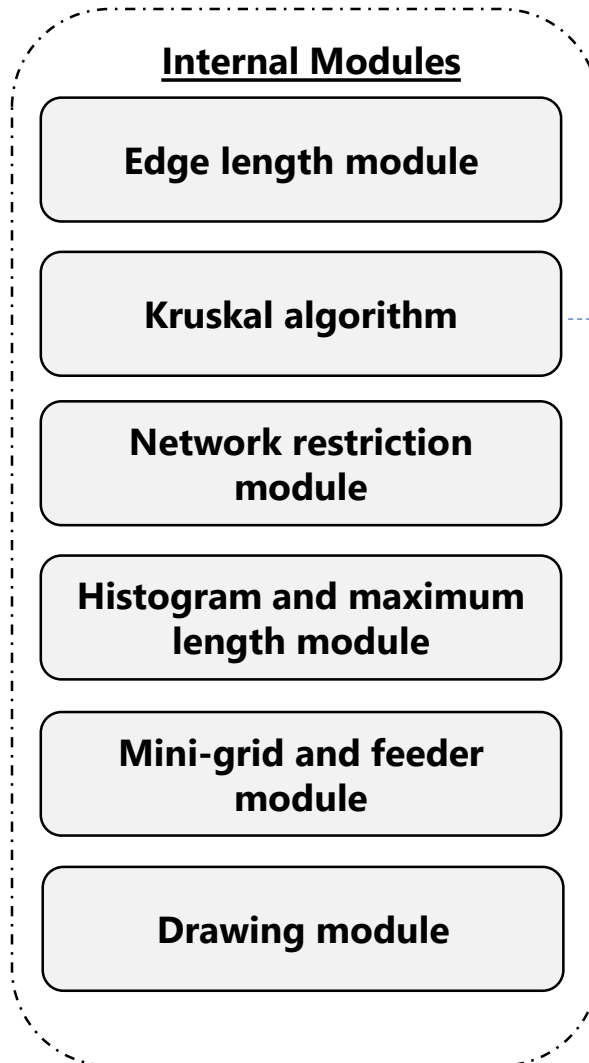 Internal Modules
Edge length module
Kruskal algorithm
Network restriction
module
Histogram and maximum
length module
Mini-grid and feeder
module
Drawing module